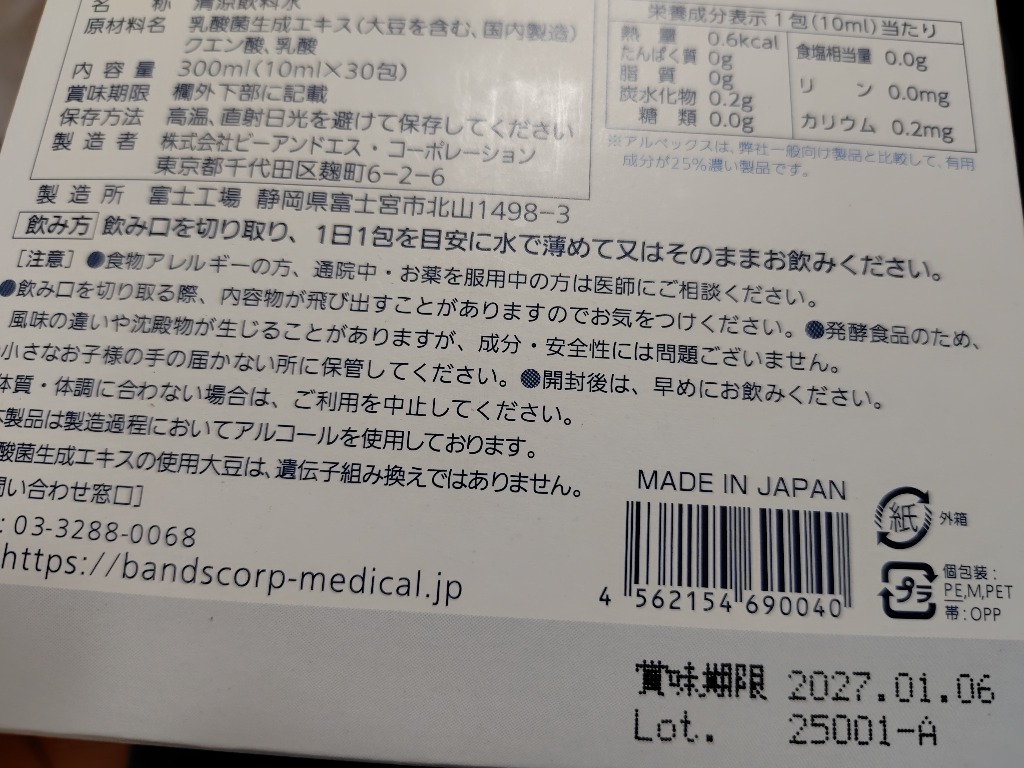 名 称 清涼飲料水
原材料名 乳酸菌生成エキス(大豆を含む、国内製造)
クエン酸、乳酸
内 容 量 300ml(10ml×30包)
賞味期限 欄外下部に記載
保存方法 高温、直射日光を避けて保存してください
製 造 者 株式会社ビーアンドエス・コーポレーション
東京都千代田区麹町6-2-6
製 造 所 富士工場 静岡県富士宮市北山1498-3
栄養成分表示 1包(10ml)当たり
熱 量 0.6kcal
たんぱく質 0g
脂 質 0g
炭水化物 0.2g
糖 類 0.0g
食塩相当量 0.0g
リ ン 0.0mg
カリウム 0.2mg
※アルベックスは、弊社一般向け製品と比較して、有用
成分が25%濃い製品です。
飲み方 飲み口を切り取り、1日1包を目安に水で薄めて又はそのままお飲みください。
[注意] ●食物アレルギーの方、通院中・お薬を服用中の方は医師にご相談ください。
●飲み口を切り取る際、内容物が飛び出すことがありますのでお気をつけください。●発酵食品のため、
風味の違いや沈殿物が生じることがありますが、成分・安全性には問題ございません。
小さなお子様の手の届かない所に保管してください。●開封後は、早めにお飲みください。
体質・体調に合わない場合は、ご利用を中止してください。
本製品は製造過程においてアルコールを使用しております。
酸菌生成エキスの使用大豆は、遺伝子組み換えではありません。
問い合わせ窓口]
: 03-3288-0068
https://bandscorp-medical.jp
MADE IN JAPAN
4 562154 690040
紙 外箱
プラ 個包装:
PE,M,PET
帯:OPP
賞味期限 2027.01.06
Lot. 25001-A